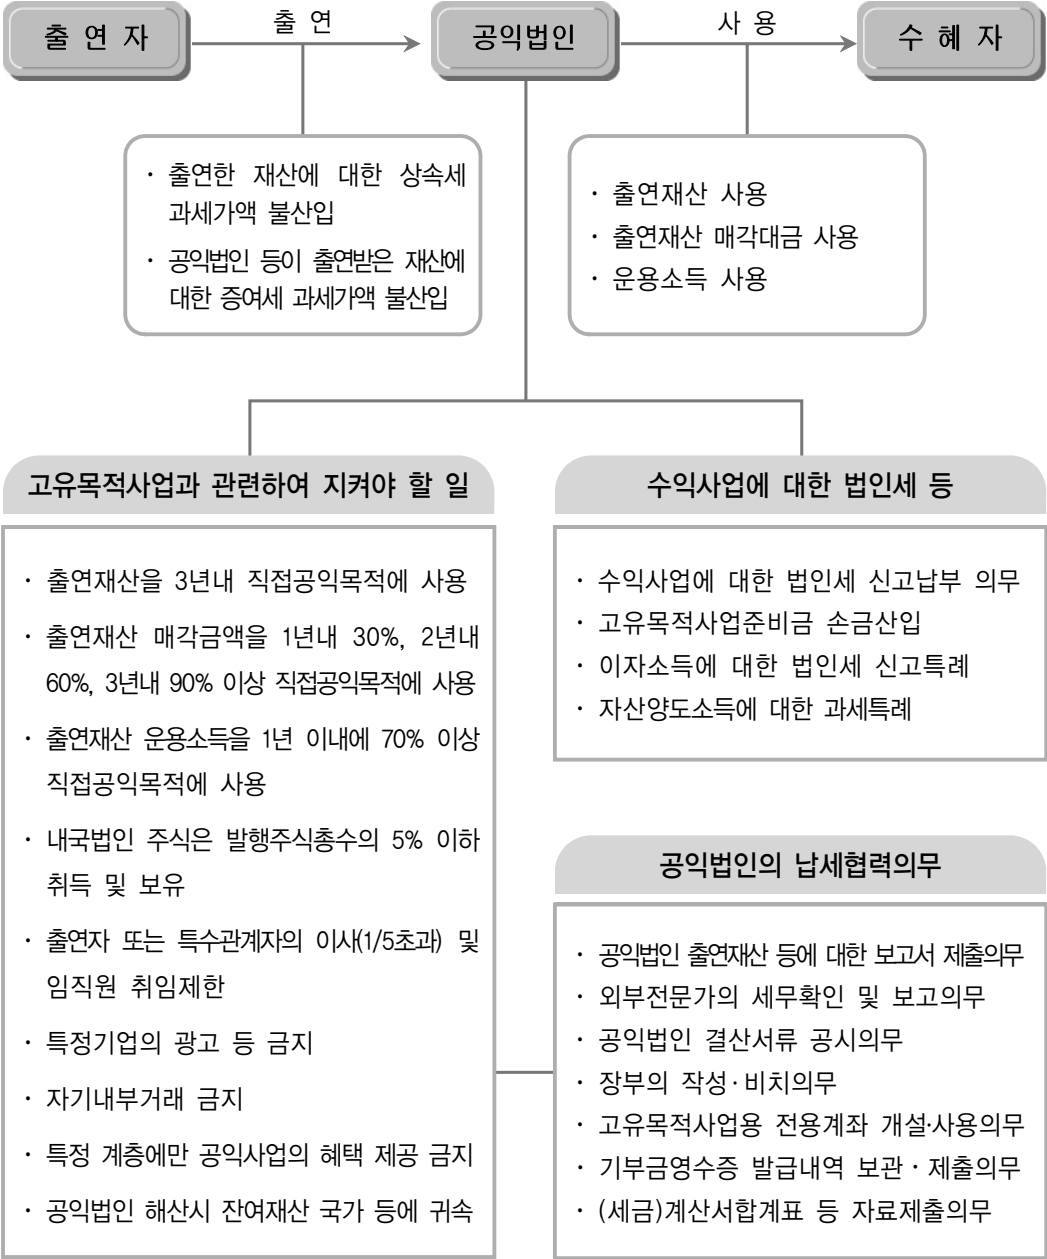 출 연 자
출 연
공익법인
사 용
수 혜 자
· 출연한 재산에 대한 상속세
과세가액 불산입
· 공익법인 등이 출연받은 재산에
대한 증여세 과세가액 불산입
· 출연재산 사용
· 출연재산 매각대금 사용
· 운용소득 사용
고유목적사업과 관련하여 지켜야 할 일
· 출연재산을 3년내 직접공익목적에 사용
· 출연재산 매각금액을 1년내 30%, 2년내
60%, 3년내 90% 이상 직접공익목적에 사용
· 출연재산 운용소득을 1년 이내에 70% 이상
직접공익목적에 사용
· 내국법인 주식은 발행주식총수의 5% 이하
취득 및 보유
· 출연자 또는 특수관계자의 이사(1/5초과) 및
임직원 취임제한
· 특정기업의 광고 등 금지
· 자기내부거래 금지
· 특정 계층에만 공익사업의 혜택 제공 금지
· 공익법인 해산시 잔여재산 국가 등에 귀속
수익사업에 대한 법인세 등
· 수익사업에 대한 법인세 신고납부 의무
· 고유목적사업준비금 손금산입
· 이자소득에 대한 법인세 신고특례
· 자산양도소득에 대한 과세특례
공익법인의 납세협력의무
· 공익법인 출연재산 등에 대한 보고서 제출의무
· 외부전문가의 세무확인 및 보고의무
· 공익법인 결산서류 공시의무
· 장부의 작성·비치의무
· 고유목적사업용 전용계좌 개설·사용의무
· 기부금영수증 발급내역 보관·제출의무
· (세금)계산서합계표 등 자료제출의무